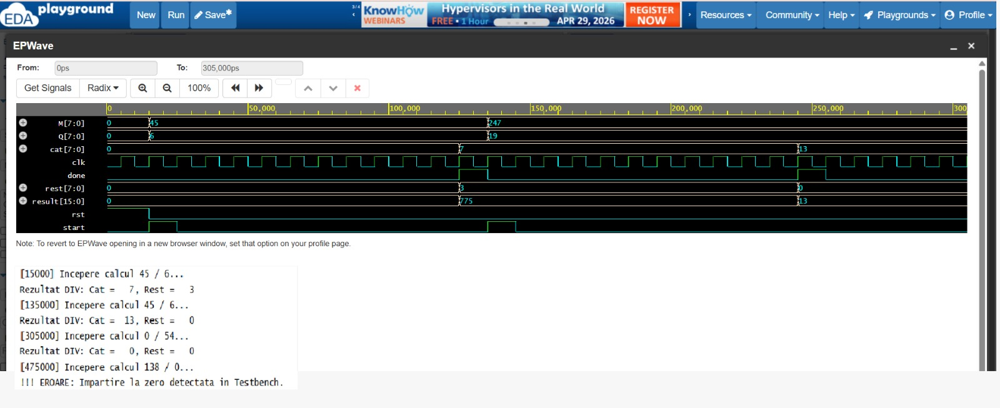 EDA playground New Run Save* 3/4 KnowHow WEBINARS Hypervisors in the Real World FREE • 1 Hour APR 29, 2026 REGISTER NOW Resources Community Help Playgrounds Profile
EPWave
From: 0ps To: 305,000ps
Get Signals Radix 100%
0 50,000 100,000 150,000 200,000 250,000 300
M[7:0] 0 45 247
Q[7:0] 0 6 19
cat[7:0] 0 7 13
clk
done
rest[7:0] 0 3 0
result[15:0] 0 775 13
rst
start
Note: To revert to EPWave opening in a new browser window, set that option on your profile page.
[15000] Incepere calcul 45 / 6...
Rezultat DIV: Cat = 7, Rest = 3
[135000] Incepere calcul 45 / 6...
Rezultat DIV: Cat = 13, Rest = 0
[305000] Incepere calcul 0 / 54...
Rezultat DIV: Cat = 0, Rest = 0
[475000] Incepere calcul 138 / 0...
!!! EROARE: Impartire la zero detectata in Testbench.